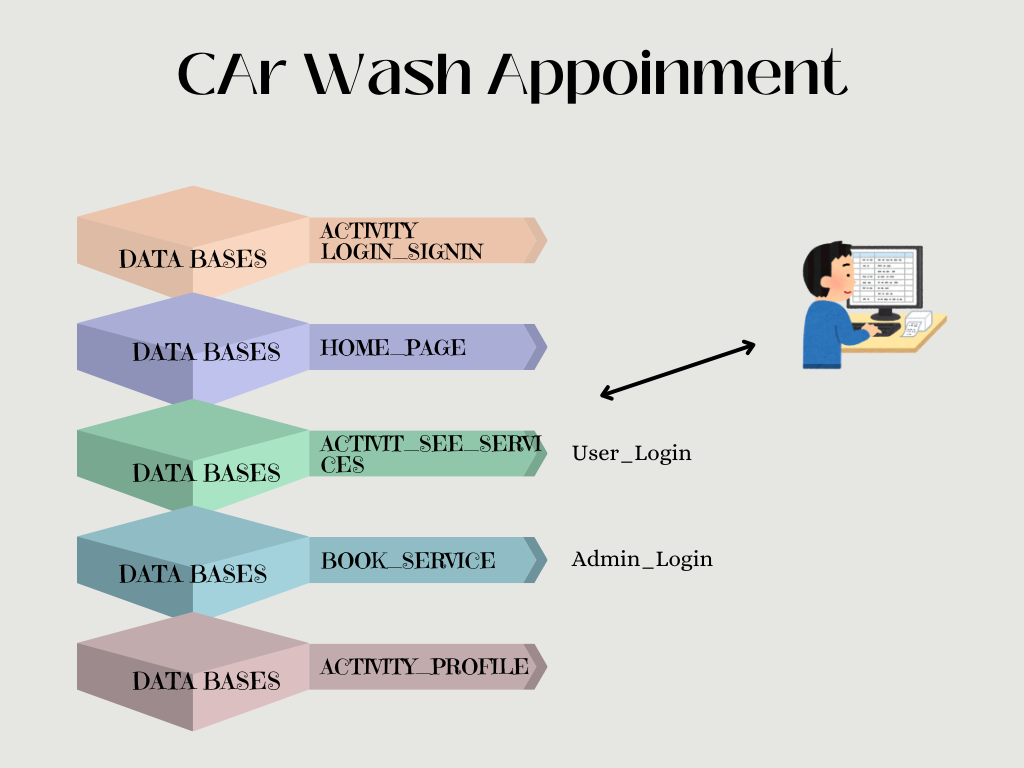 CAr Wash Appoinment
DATA BASES
ACTIVITY
LOGIN_SIGNIN
DATA BASES
HOME_PAGE
DATA BASES
ACTIVIT_SEE_SERVI
CES
User_Login
DATA BASES
BOOK_SERVICE
Admin_Login
DATA BASES
ACTIVITY_PROFILE